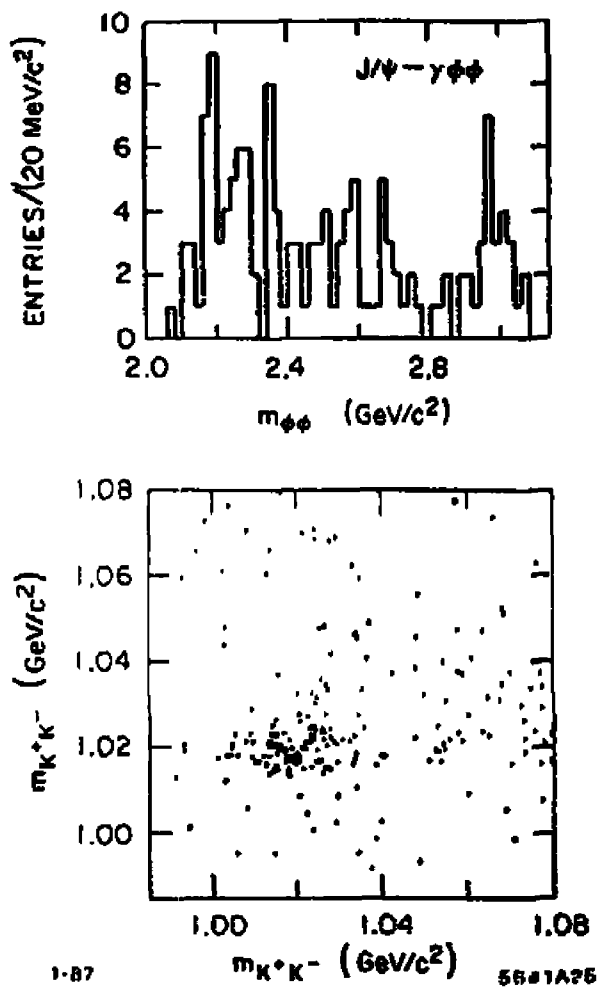 10
J/ψ → γφφ
8
6
4
2
0
ENTRIES/(20 MeV/c²)
2.0 2.4 2.8
mφφ (GeV/c²)
1.08
1.06
1.04
1.02
1.00
mK⁺K⁻ (GeV/c²)
1.00 1.04 1.08
mK⁺K⁻ (GeV/c²)
1-87